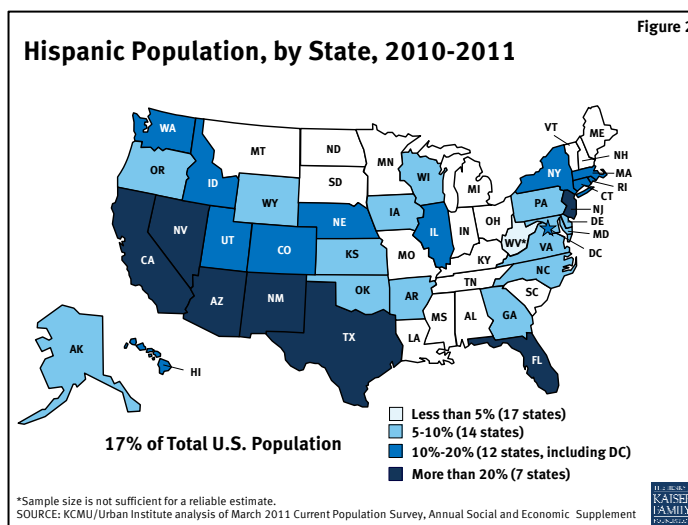 Figure 2
Hispanic Population, by State, 2010-2011
WA
OR
ID
MT
ND
SD
MN
WI
MI
WY
NE
IA
NV
UT
CO
CA
KS
MO
IL
IN
OH
KY
WV*
VA
PA
NY
VT
ME
NH
MA
RI
CT
NJ
DE
MD
DC
AZ
NM
OK
AR
TN
NC
SC
MS
AL
GA
TX
LA
FL
AK
HI
Less than 5% (17 states)
5-10% (14 states)
10%-20% (12 states, including DC)
More than 20% (7 states)
17% of Total U.S. Population
*Sample size is not sufficient for a reliable estimate.
SOURCE: KCMU/Urban Institute analysis of March 2011 Current Population Survey, Annual Social and Economic Supplement
THE HENRY J.
KAISER
FAMILY
FOUNDATION